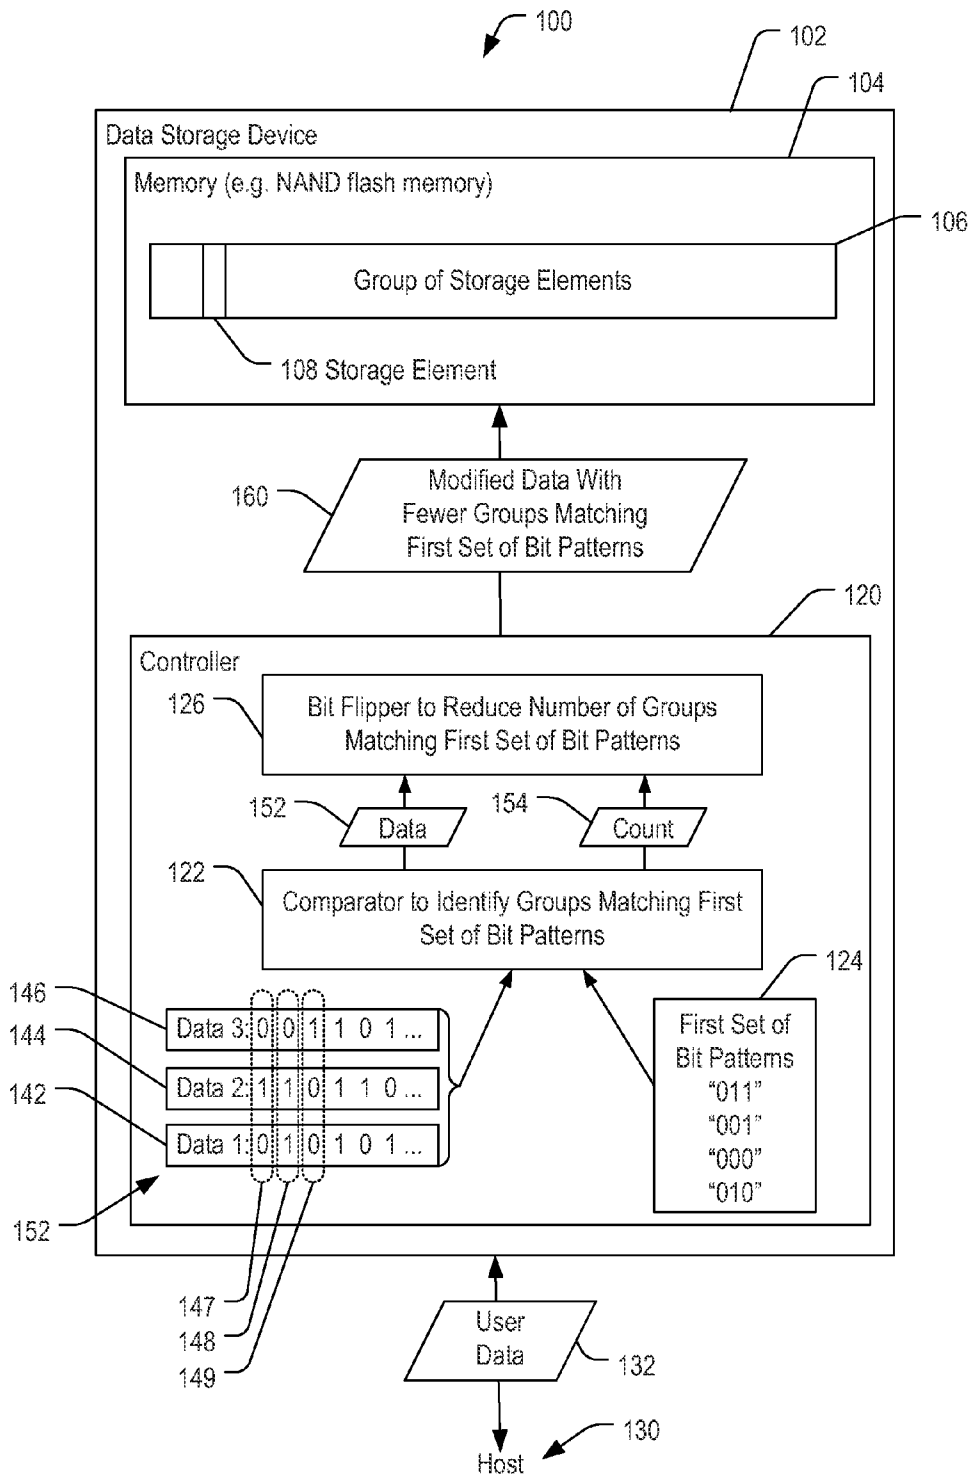 100
102
104
Data Storage Device
Memory (e.g. NAND flash memory)
106
Group of Storage Elements
108 Storage Element
160
Modified Data With
Fewer Groups Matching
First Set of Bit Patterns
120
Controller
126
Bit Flipper to Reduce Number of Groups
Matching First Set of Bit Patterns
152
Data
154
Count
122
Comparator to Identify Groups Matching First
Set of Bit Patterns
124
146
Data 3: 0 0 1 1 0 1 ...
144
Data 2: 1 1 0 1 1 0 ...
142
Data 1: 0 1 0 1 0 1 ...
First Set of
Bit Patterns
“011”
“001”
“000”
“010”
152
147
148
149
User
Data
132
130
Host